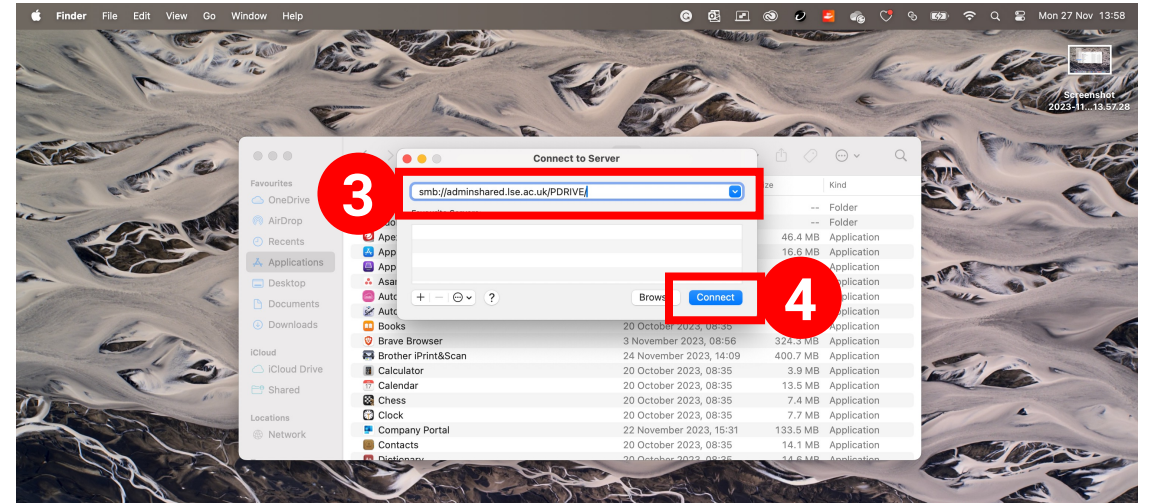 Finder File Edit View Go Window Help Mon 27 Nov 13:58
Screenshot
2023-11...13.57.28
Connect to Server
3
smb://adminshared.lse.ac.uk/PDRIVE/
Kind
Favourites
OneDrive
-- Folder
AirDrop
-- Folder
Recents
46.4 MB Application
16.6 MB Application
Applications
Application
Desktop
Documents
+ − ? Connect
4
Downloads
Books 20 October 2023, 08:35
Brave Browser 3 November 2023, 08:56 324.3 MB Application
iCloud
Brother iPrint&Scan 24 November 2023, 14:09 400.7 MB Application
iCloud Drive
Calculator 20 October 2023, 08:35 3.9 MB Application
Calendar 20 October 2023, 08:35 13.5 MB Application
Shared
Chess 20 October 2023, 08:35 7.4 MB Application
Locations
Clock 20 October 2023, 08:35 7.7 MB Application
Network
Company Portal 22 November 2023, 15:31 133.5 MB Application
Contacts 20 October 2023, 08:35 14.1 MB Application